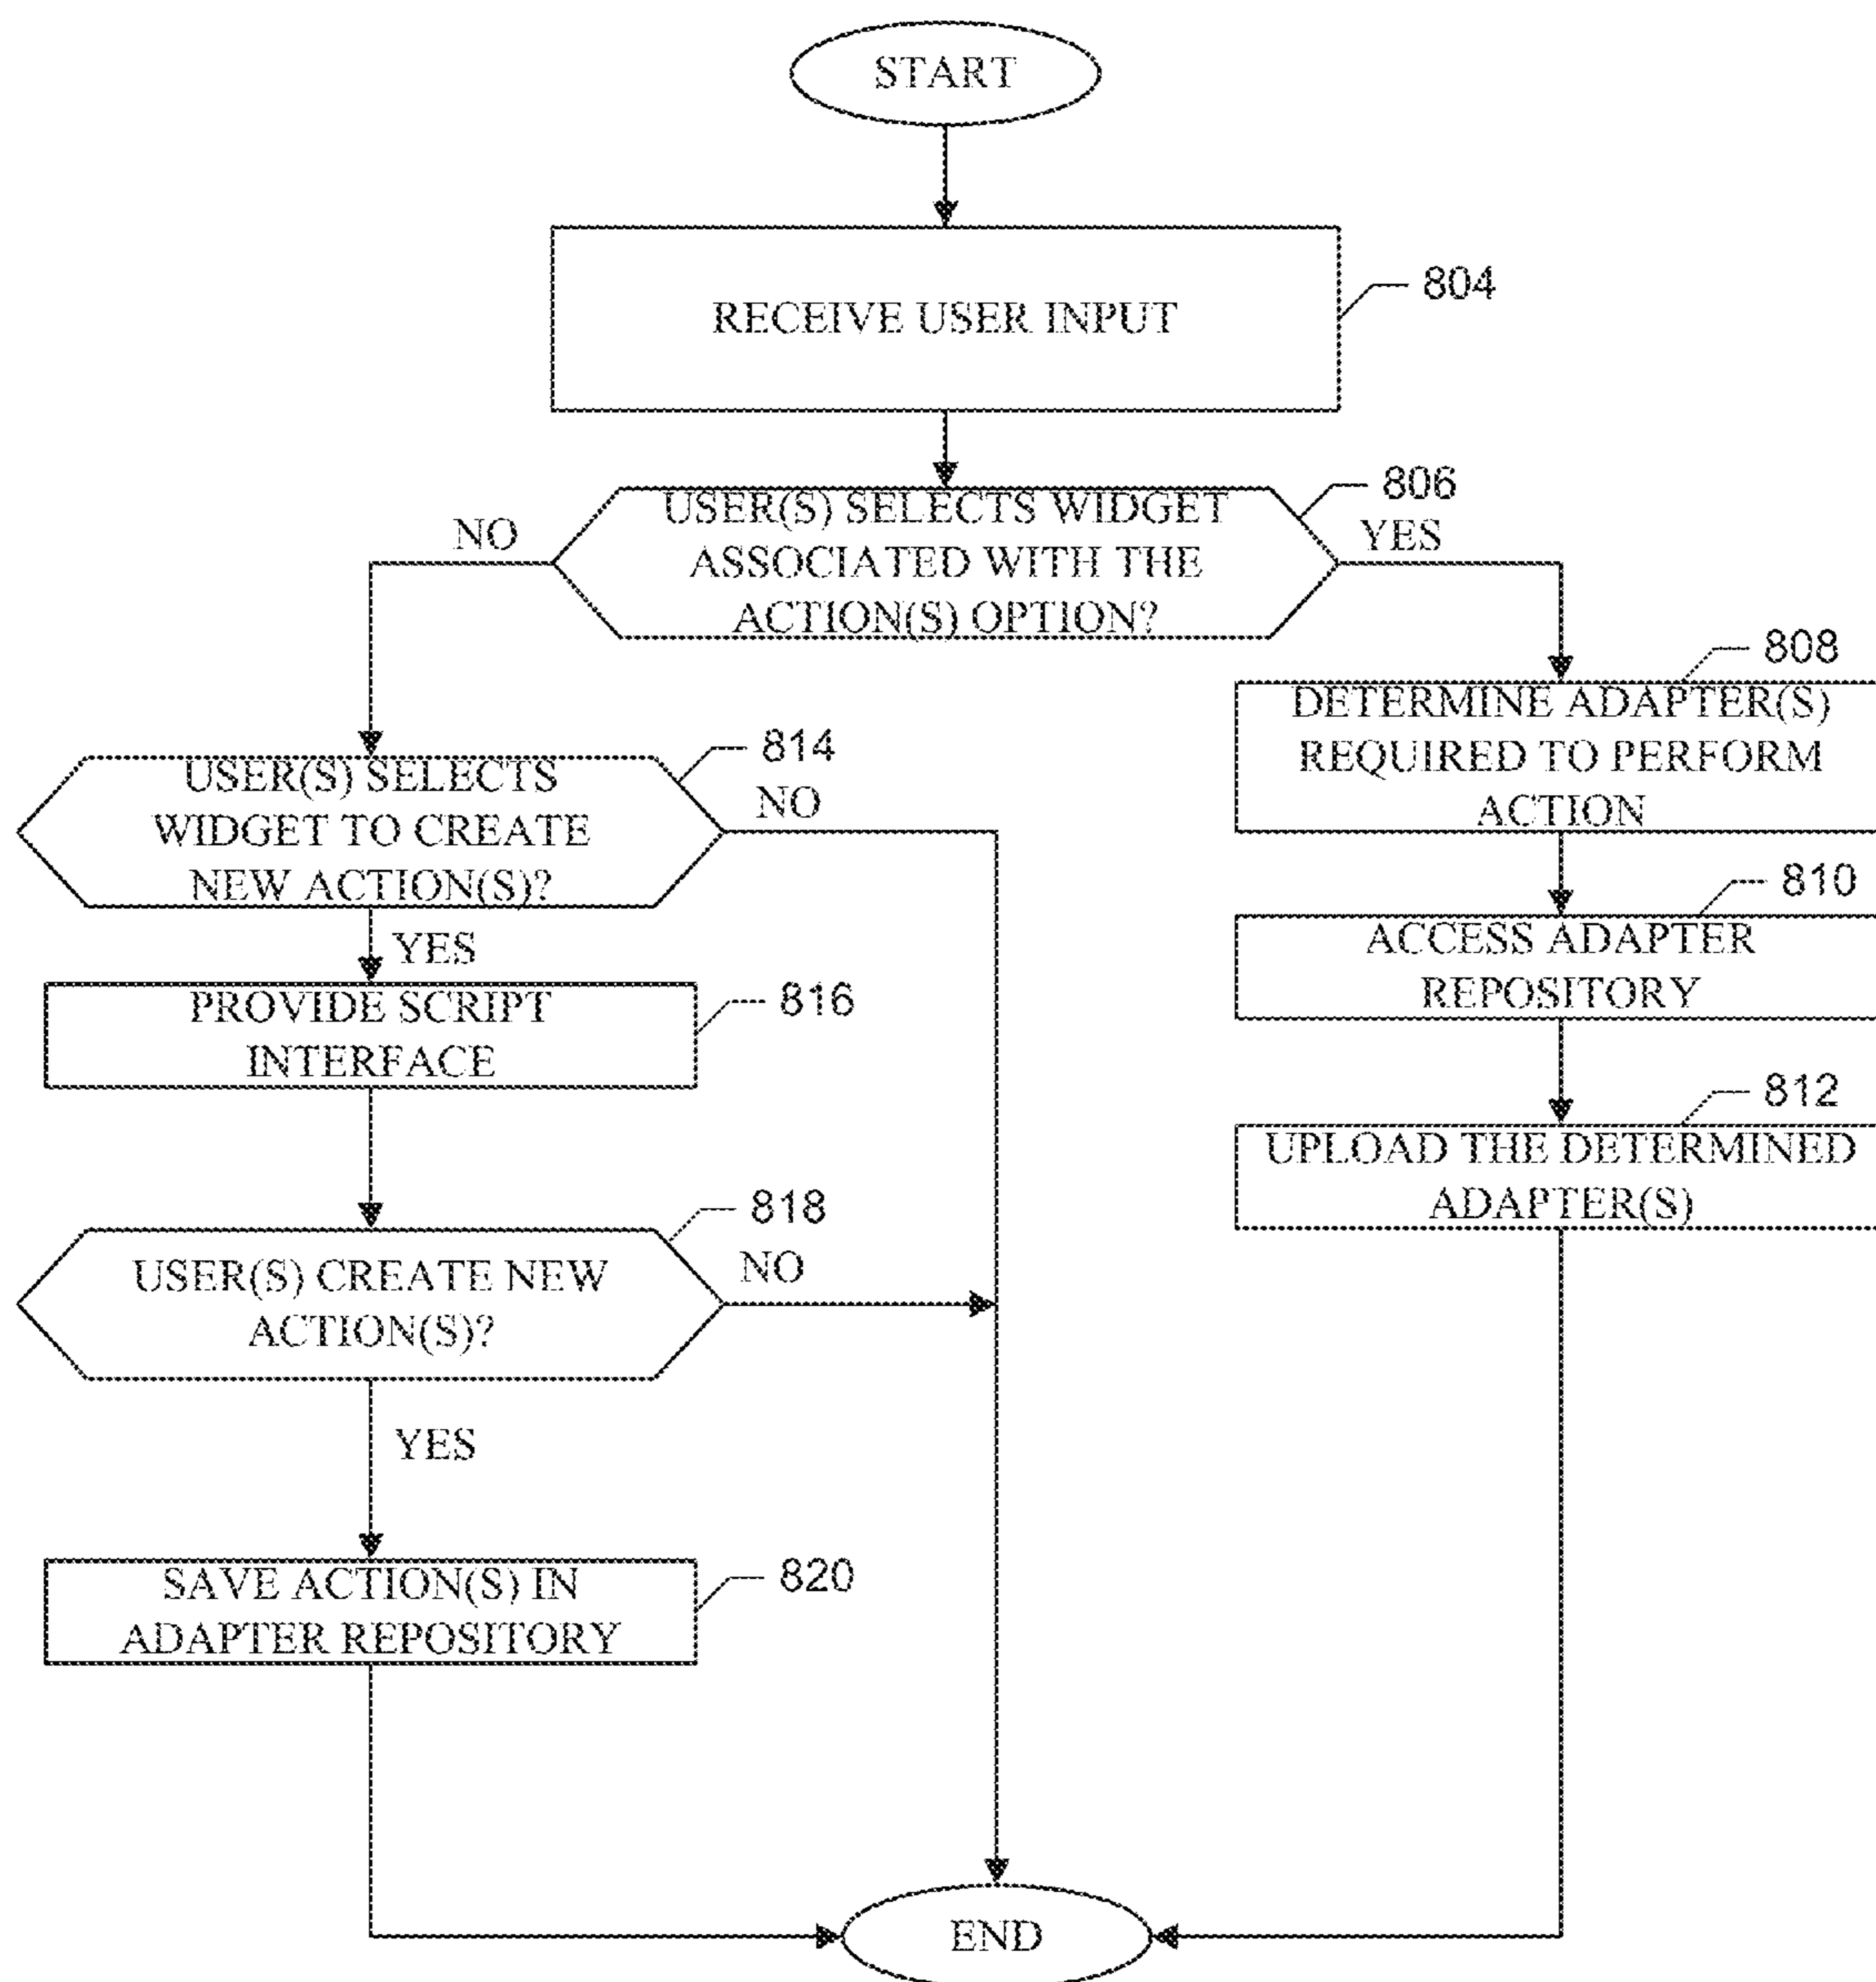 START
RECEIVE USER INPUT
804
USER(S) SELECTS WIDGET
ASSOCIATED WITH THE
ACTION(S) OPTION?
806
NO
YES
DETERMINE ADAPTER(S)
REQUIRED TO PERFORM
ACTION
808
USER(S) SELECTS
WIDGET TO CREATE
NEW ACTION(S)?
814
NO
YES
ACCESS ADAPTER
REPOSITORY
810
PROVIDE SCRIPT
INTERFACE
816
UPLOAD THE DETERMINED
ADAPTER(S)
812
USER(S) CREATE NEW
ACTION(S)?
818
NO
YES
SAVE ACTION(S) IN
ADAPTER REPOSITORY
820
END